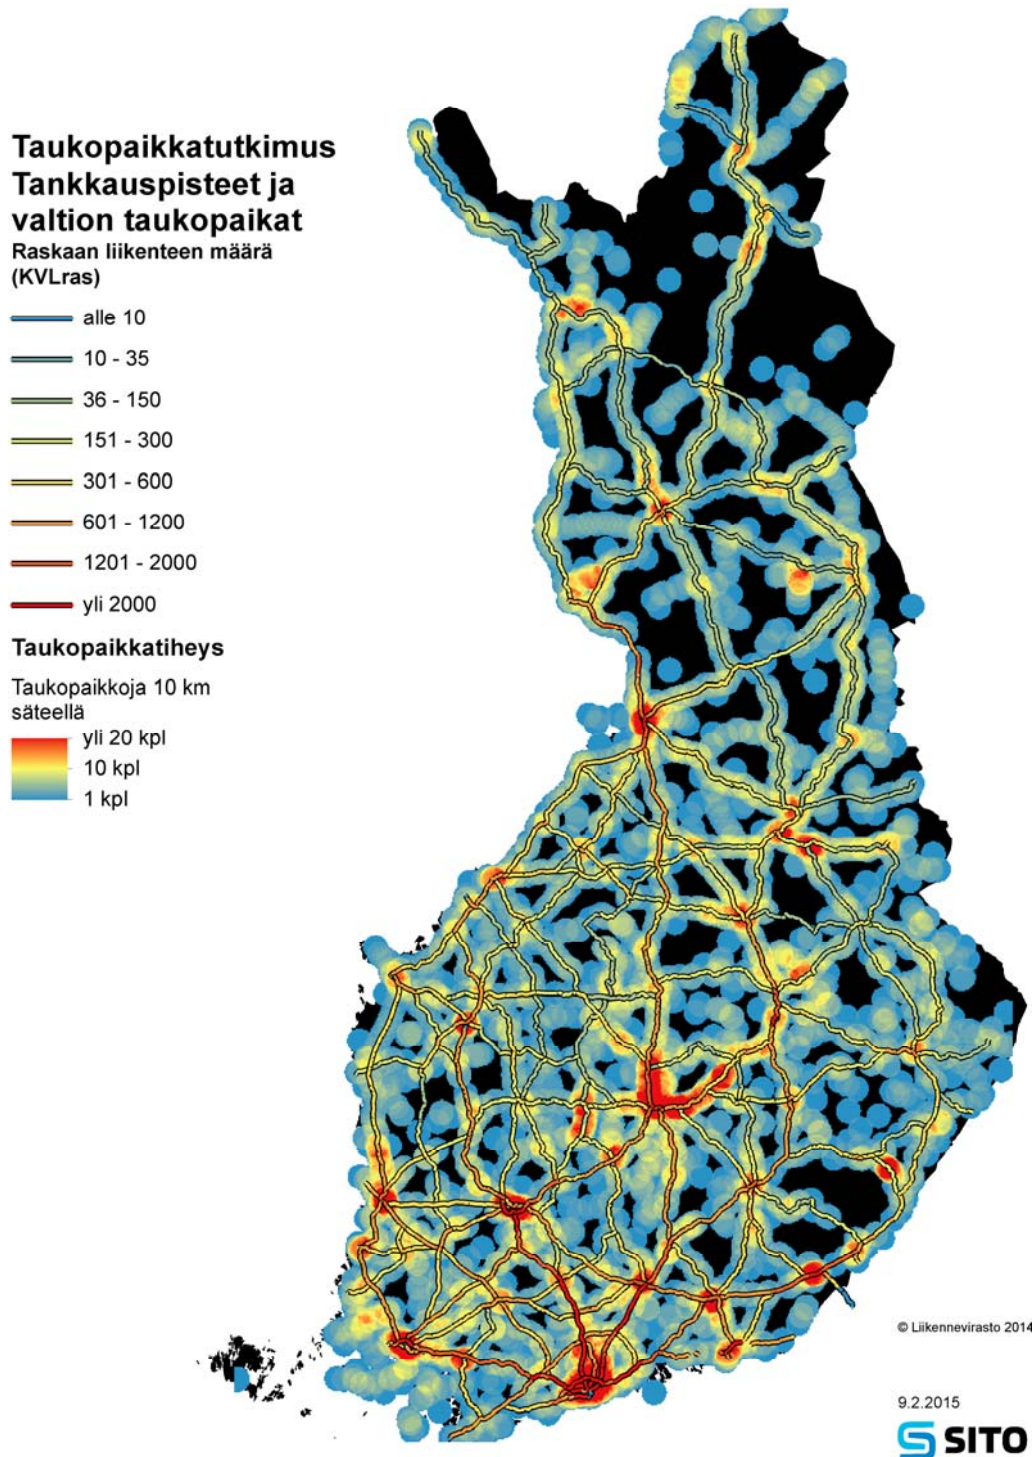 Taukopaikkatutkimus
Tankkauspisteet ja
valtion taukopaikat
Raskaan liikenteen määrä
(KVLras)
alle 10
10 - 35
36 - 150
151 - 300
301 - 600
601 - 1200
1201 - 2000
yli 2000
Taukopaikkatiheys
Taukopaikkoja 10 km
säteellä
yli 20 kpl
10 kpl
1 kpl
© Liikennevirasto 2014
9.2.2015
SITO